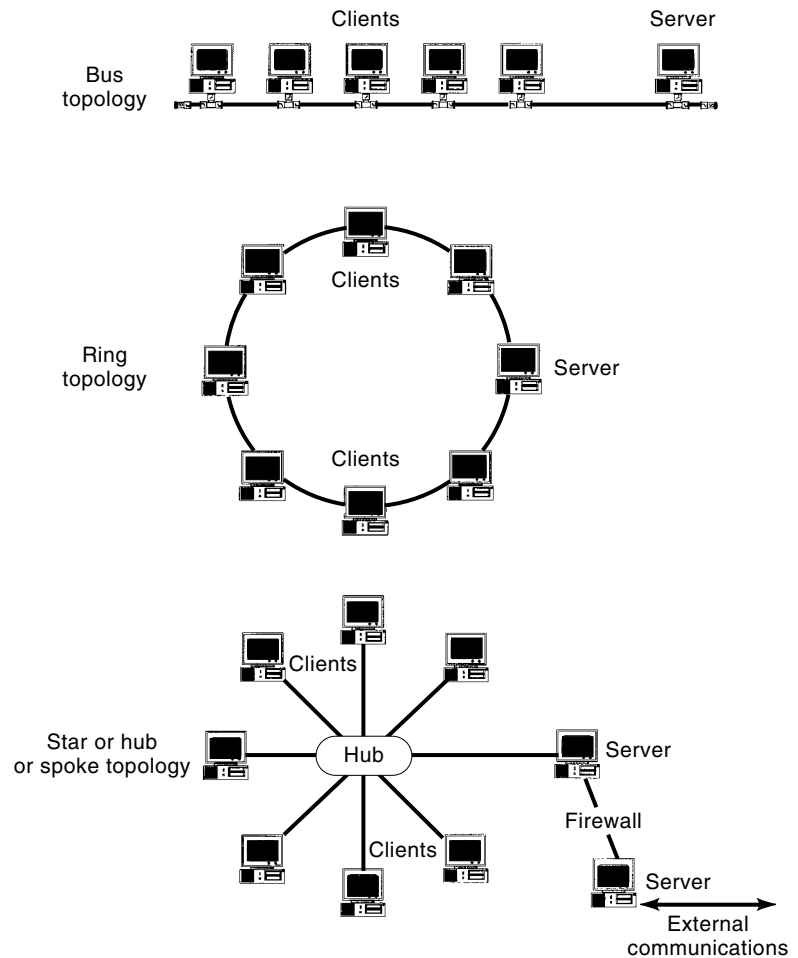 Clients
Server
Bus
topology
Clients
Ring
topology
Server
Clients
Clients
Star or hub
or spoke topology
Hub
Server
Firewall
Clients
Server
External
communications